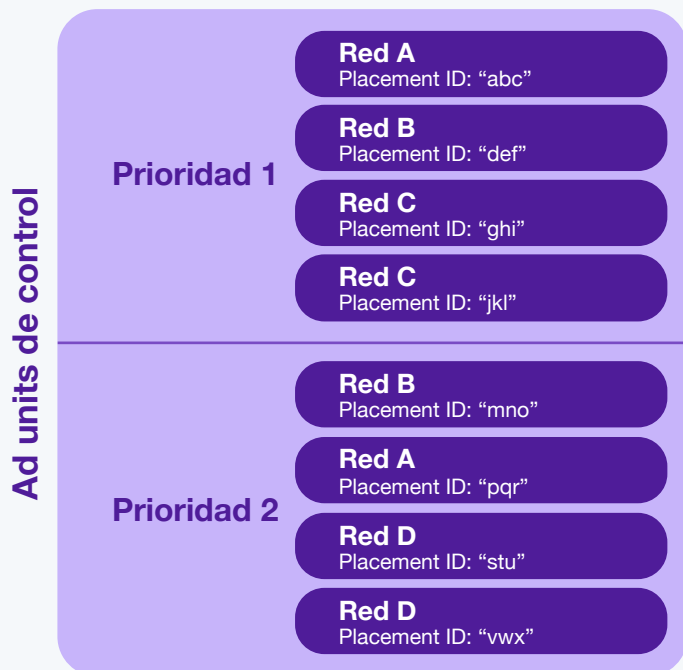 Ad units de control
Prioridad 1
Red A
Placement ID: “abc”
Red B
Placement ID: “def”
Red C
Placement ID: “ghi”
Red C
Placement ID: “jkl”
Prioridad 2
Red B
Placement ID: “mno”
Red A
Placement ID: “pqr”
Red D
Placement ID: “stu”
Red D
Placement ID: “vwx”